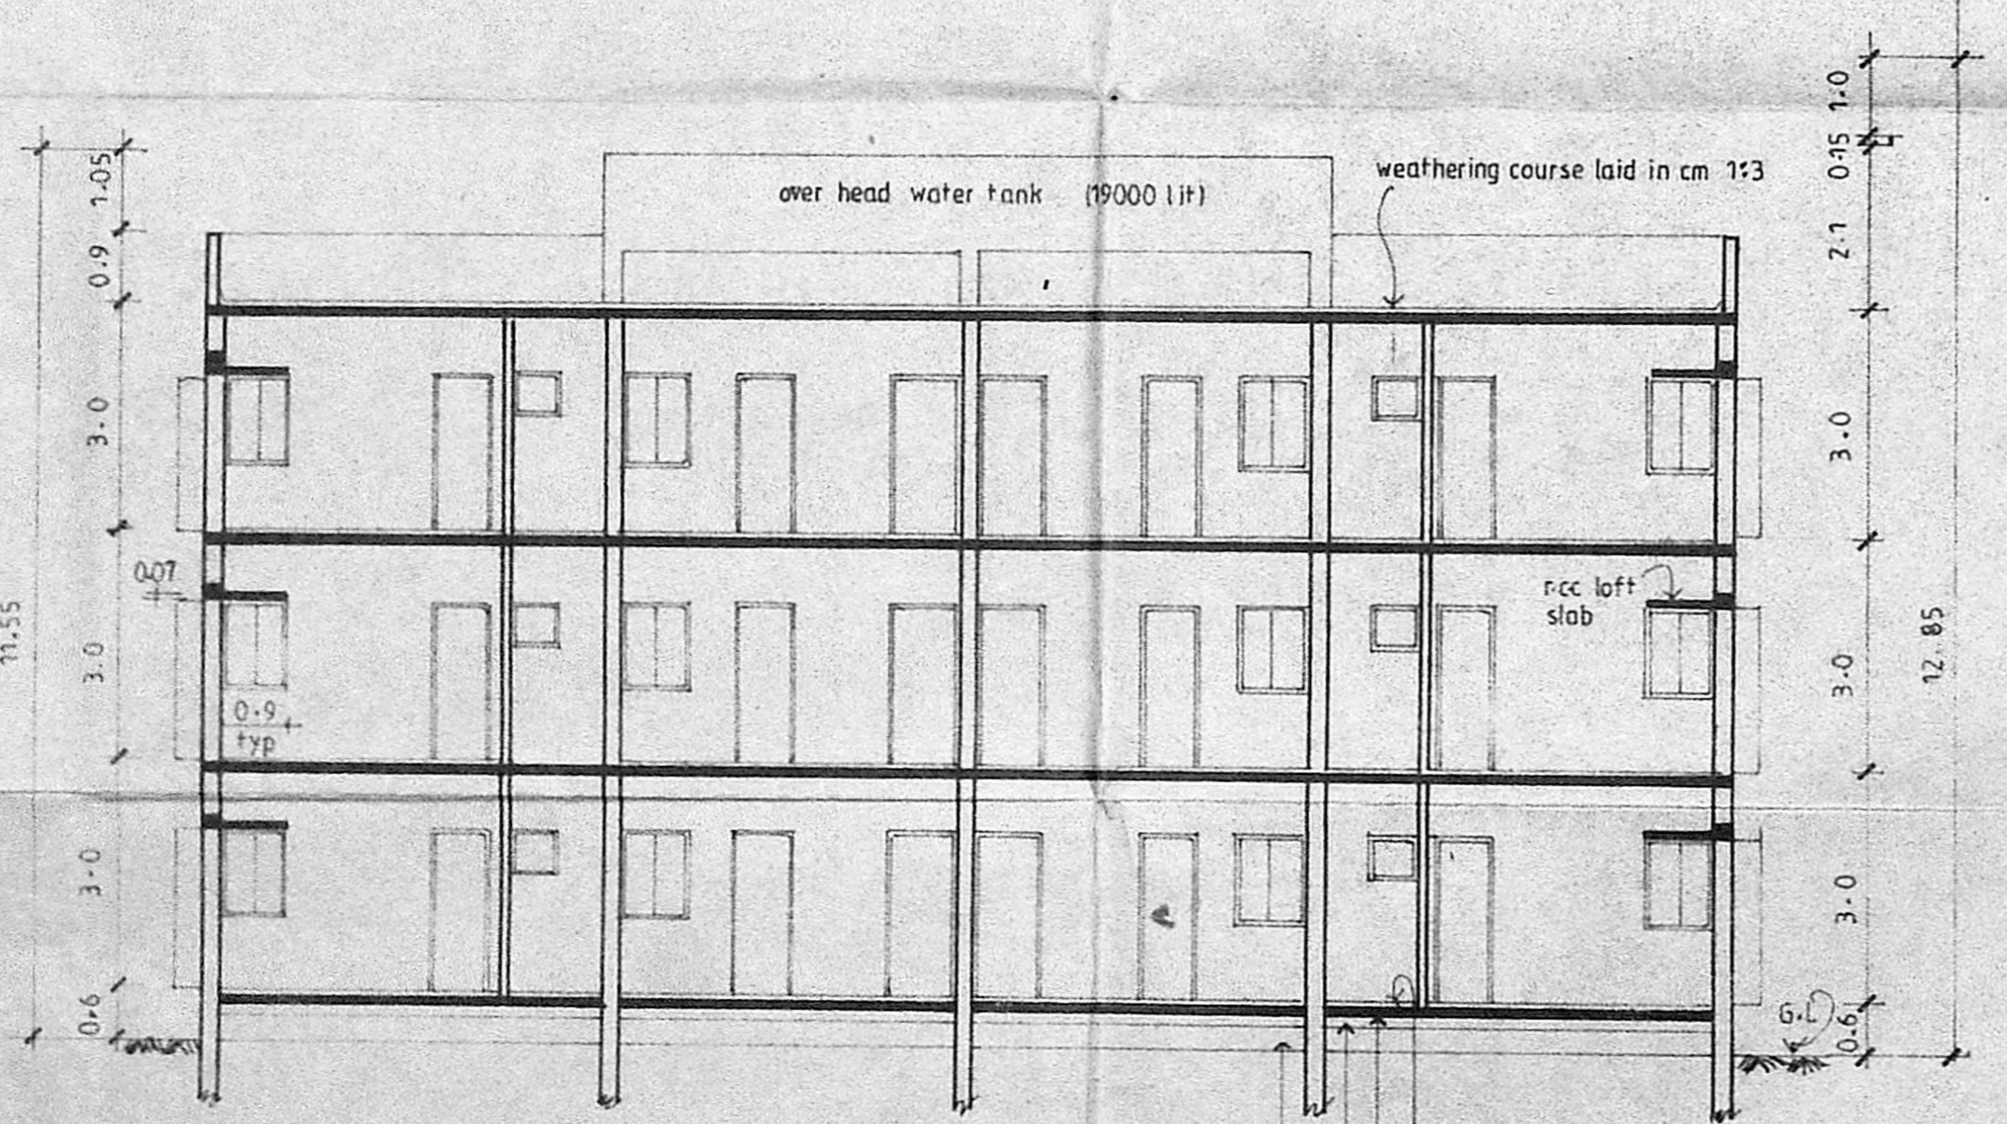 over head water tank (19000 lit)
weathering course laid in cm 1:3
1.05
0.9
3.0
0.07
3.0
0.9
typ
3.0
0.6
11.55
r.cc loft
slab
1.0
0.15
2.1
3.0
3.0
3.0
12.85
G.L
0.6